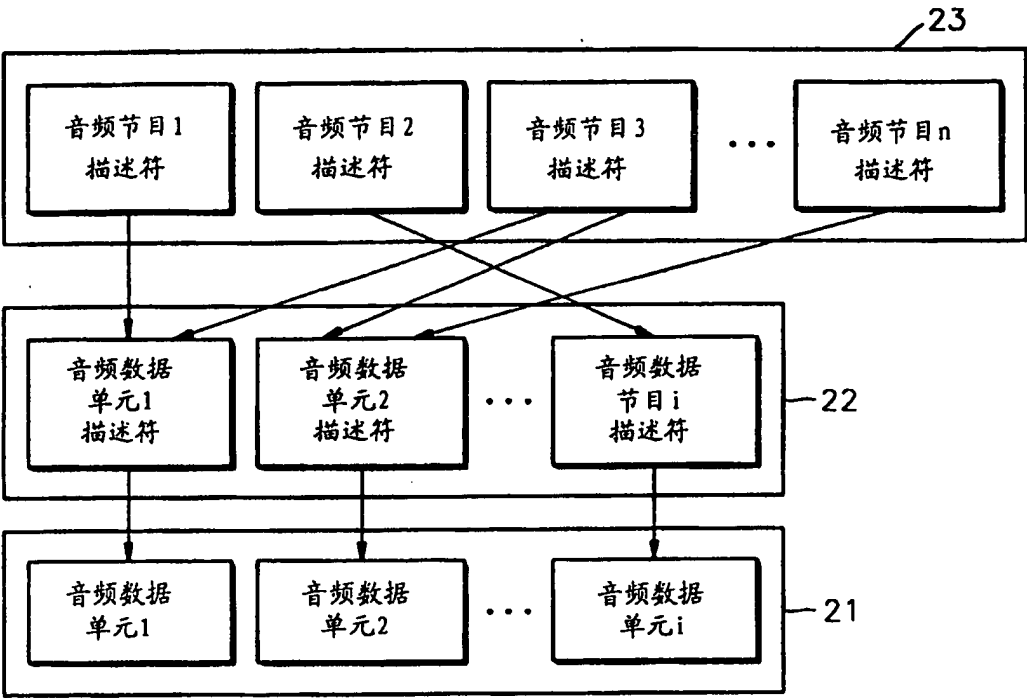 23
音频节目1
描述符
音频节目2
描述符
音频节目3
描述符
...
音频节目n
描述符
音频数据
单元1
描述符
音频数据
单元2
描述符
...
音频数据
节目i
描述符
22
音频数据
单元1
音频数据
单元2
...
音频数据
单元i
21